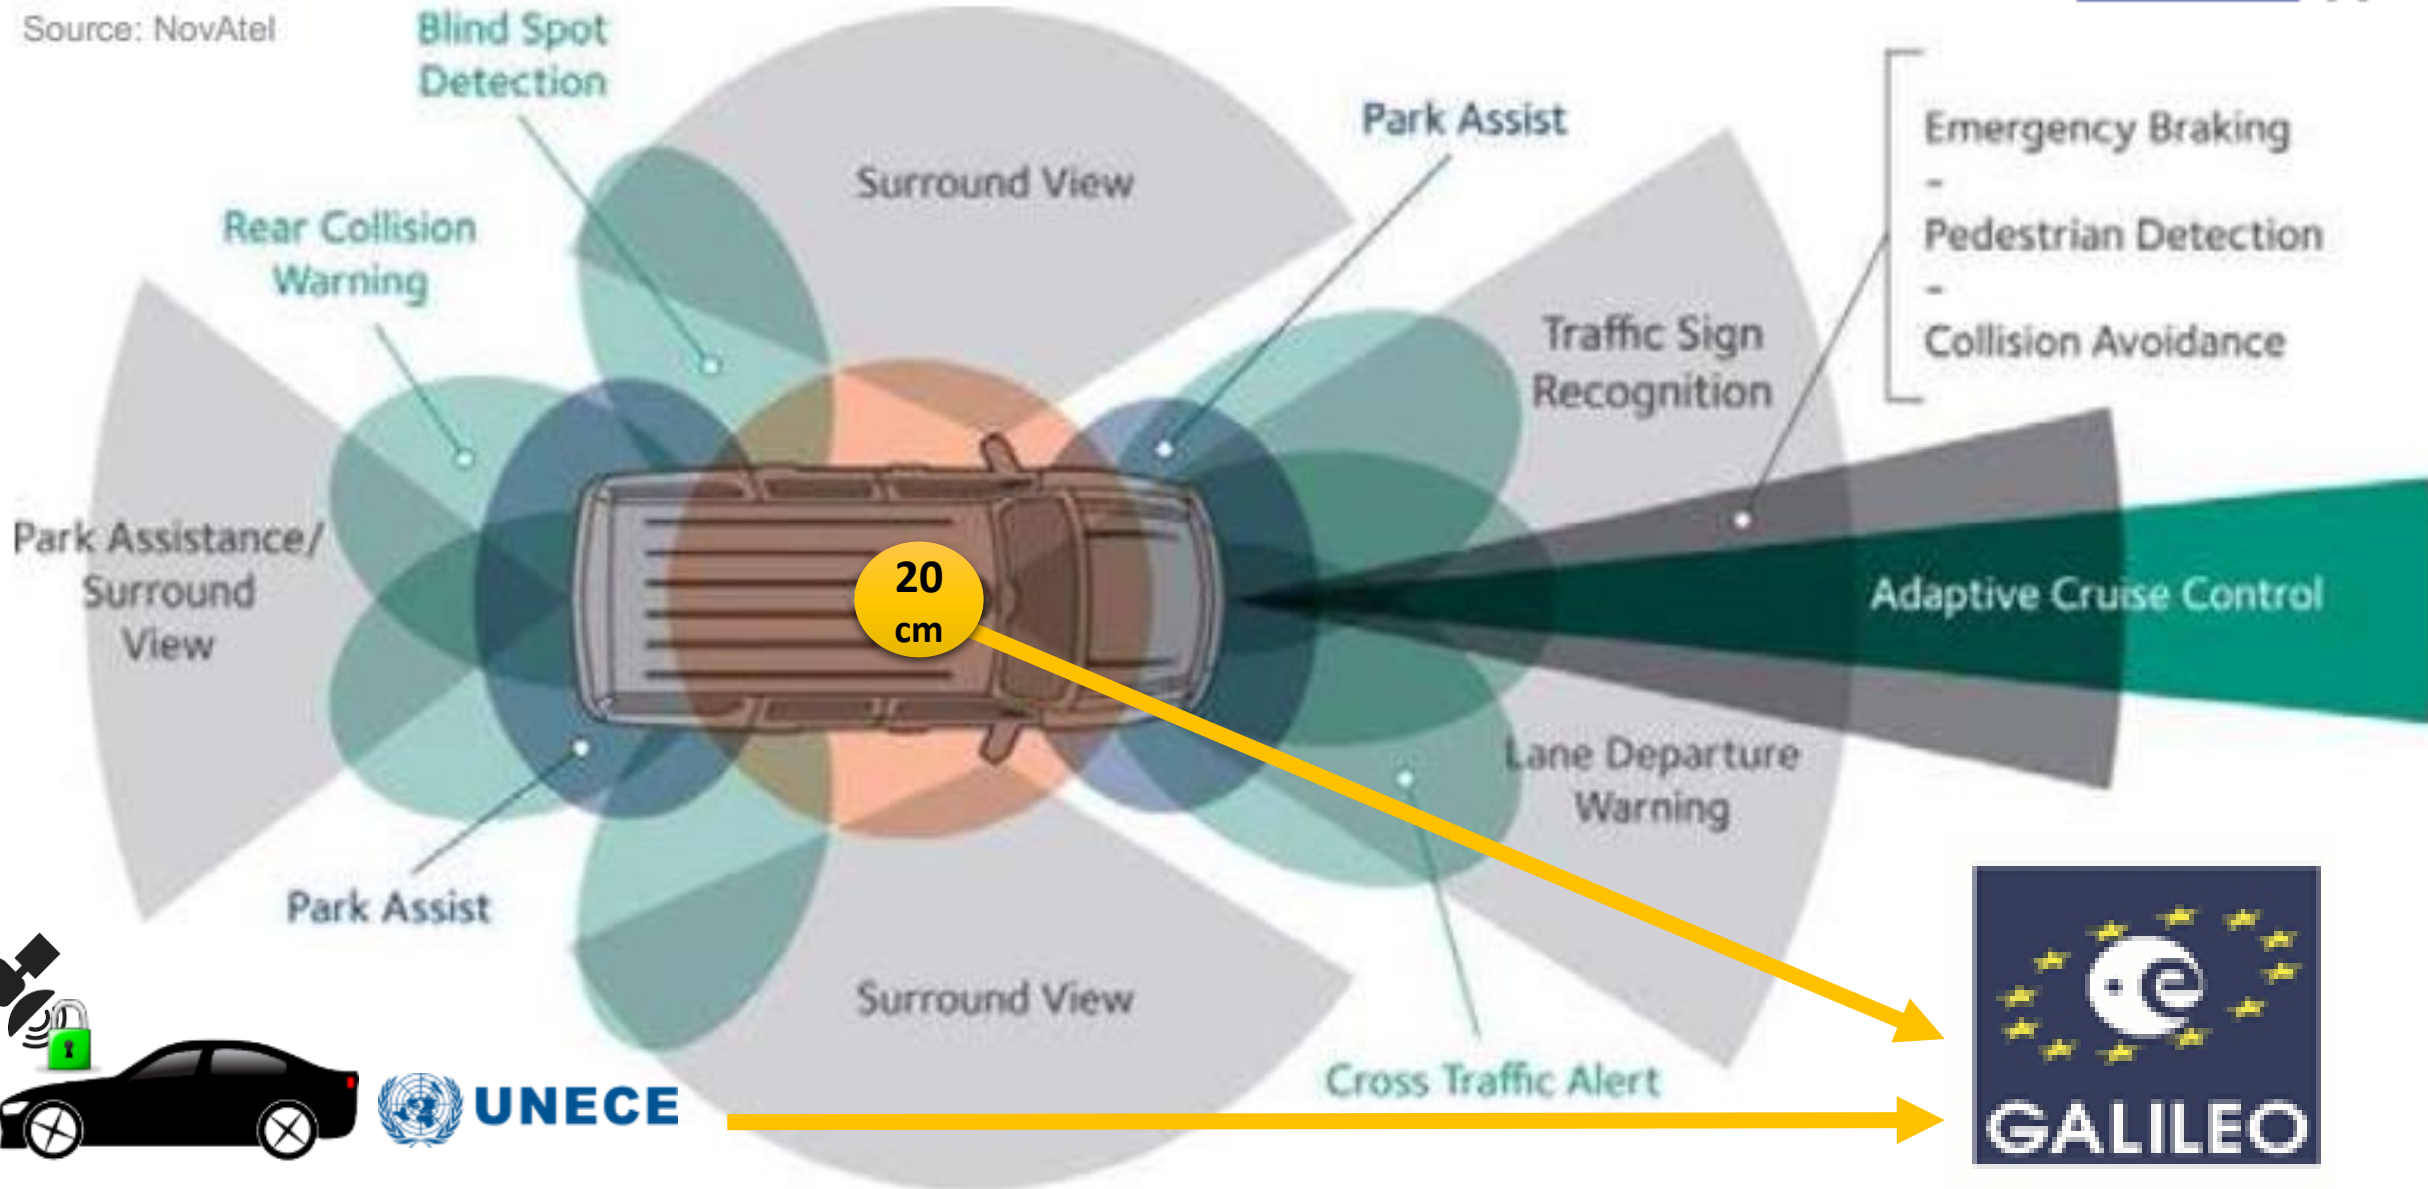 Source: NovAtel
Blind Spot
Detection
Surround View
Park Assist
Emergency Braking
-
Pedestrian Detection
-
Collision Avoidance
Rear Collision
Warning
Traffic Sign
Recognition
Park Assistance/
Surround
View
20
cm
Adaptive Cruise Control
Lane Departure
Warning
Park Assist
Surround View
Cross Traffic Alert
UNECE
GALILEO